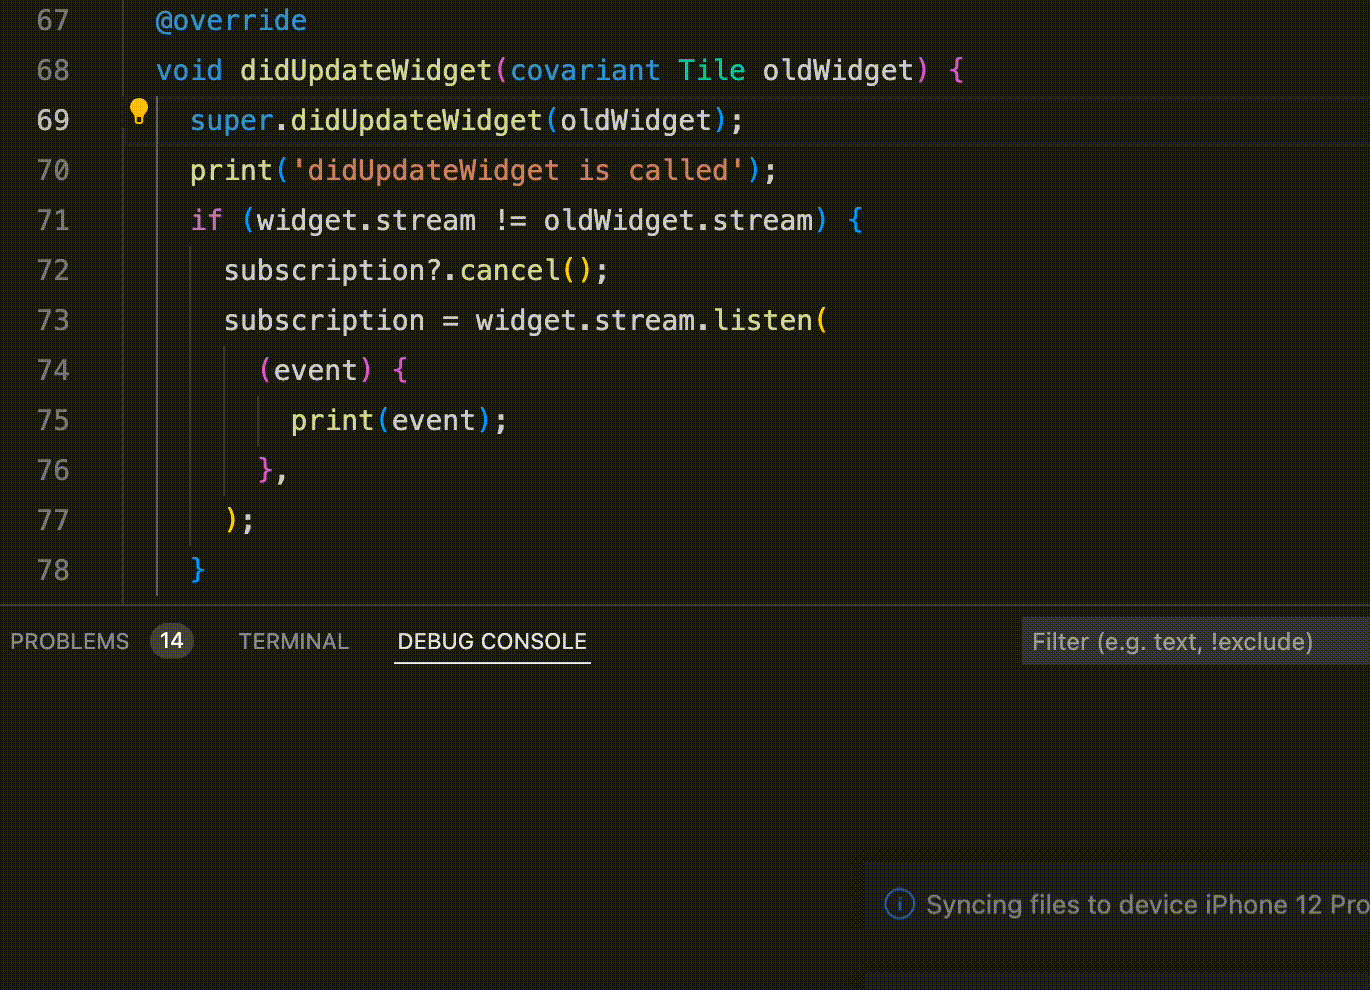 67 @override
68 void didUpdateWidget(covariant Tile oldWidget) {
69 super.didUpdateWidget(oldWidget);
70 print('didUpdateWidget is called');
71 if (widget.stream != oldWidget.stream) {
72 subscription?.cancel();
73 subscription = widget.stream.listen(
74 (event) {
75 print(event);
76 },
77 );
78 }
PROBLEMS 14 TERMINAL DEBUG CONSOLE Filter (e.g. text, !exclude)
Syncing files to device iPhone 12 Pro